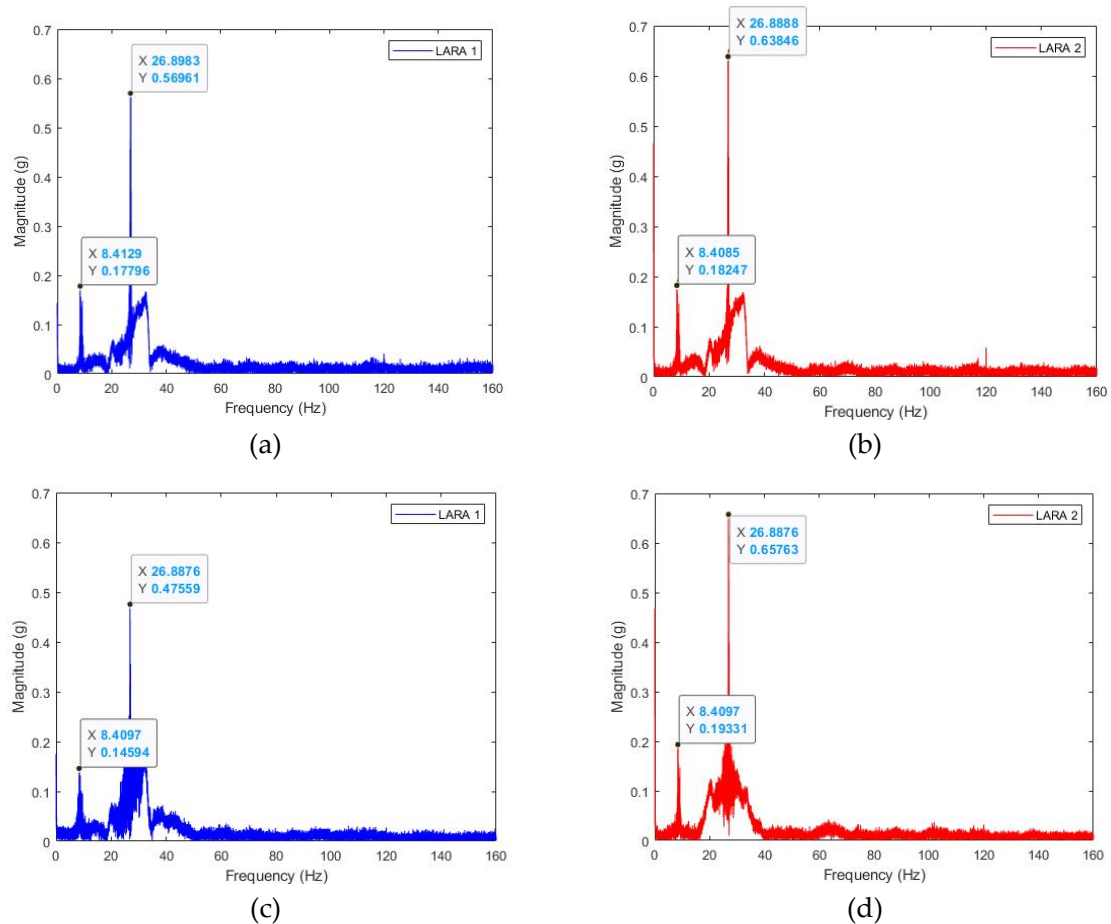 0.7
0.6
0.5
0.4
0.3
0.2
0.1
0
Magnitude (g)
X 26.8983
Y 0.56961
X 8.4129
Y 0.17796
LARA 1
0 20 40 60 80 100 120 140 160
Frequency (Hz)
(a)
0.7
0.6
0.5
0.4
0.3
0.2
0.1
0
Magnitude (g)
X 26.8888
Y 0.63846
X 8.4085
Y 0.18247
LARA 2
0 20 40 60 80 100 120 140 160
Frequency (Hz)
(b)
0.7
0.6
0.5
0.4
0.3
0.2
0.1
0
Magnitude (g)
X 26.8876
Y 0.47559
X 8.4097
Y 0.14594
LARA 1
0 20 40 60 80 100 120 140 160
Frequency (Hz)
(c)
0.7
0.6
0.5
0.4
0.3
0.2
0.1
0
Magnitude (g)
X 26.8876
Y 0.65763
X 8.4097
Y 0.19331
LARA 2
0 20 40 60 80 100 120 140 160
Frequency (Hz)
(d)